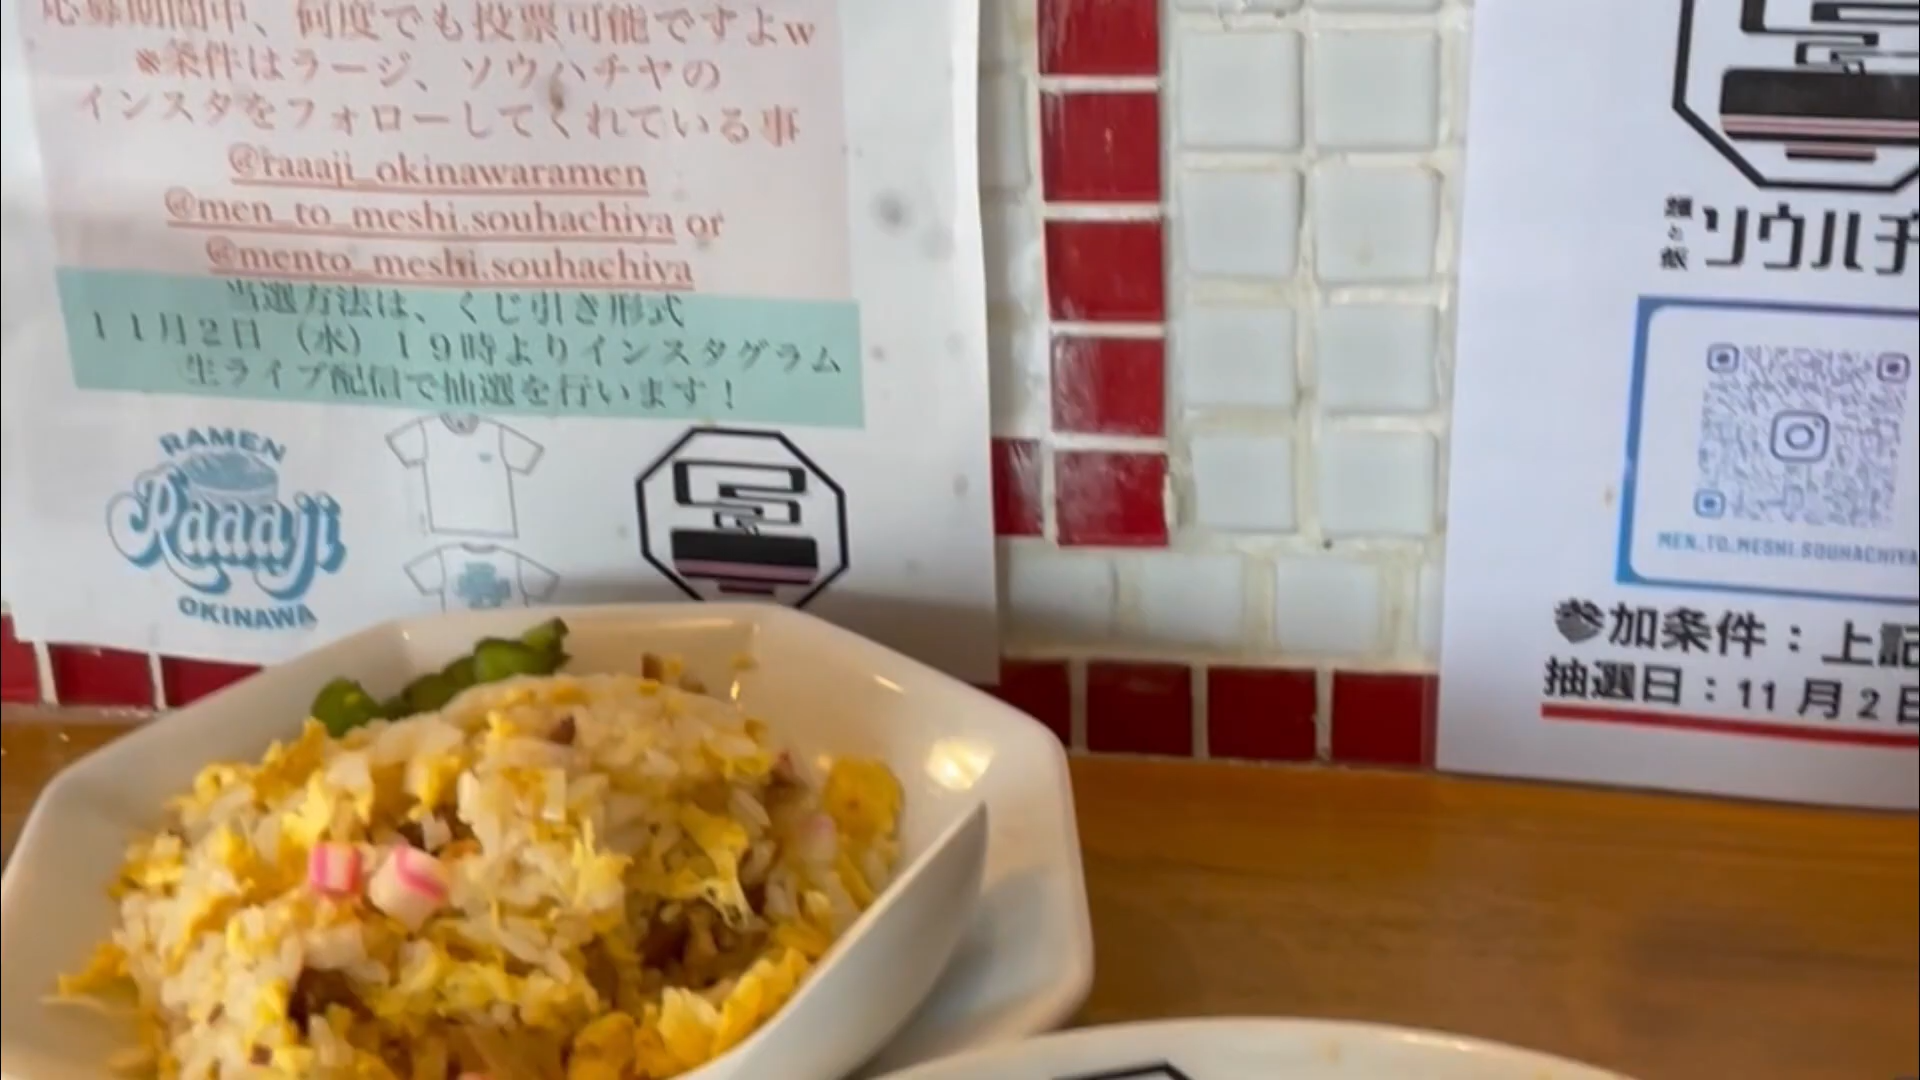 応募期間中、何度でも投票可能ですよw
※条件はラージ、ソウハチヤの
インスタをフォローしてくれている事
@raaaji_okinawaramen
@men_to_meshi.souhachiya or
@mento_meshi.souhachiya
当選方法は、くじ引き形式
11月2日（水）19時よりインスタグラム
生ライブ配信で抽選を行います！
RAMEN
Raaaji
OKINAWA
麺と飯
ソウハチ
MEN_TO_MESHI.SOUHACHIYA
参加条件：上記
抽選日：11月2日